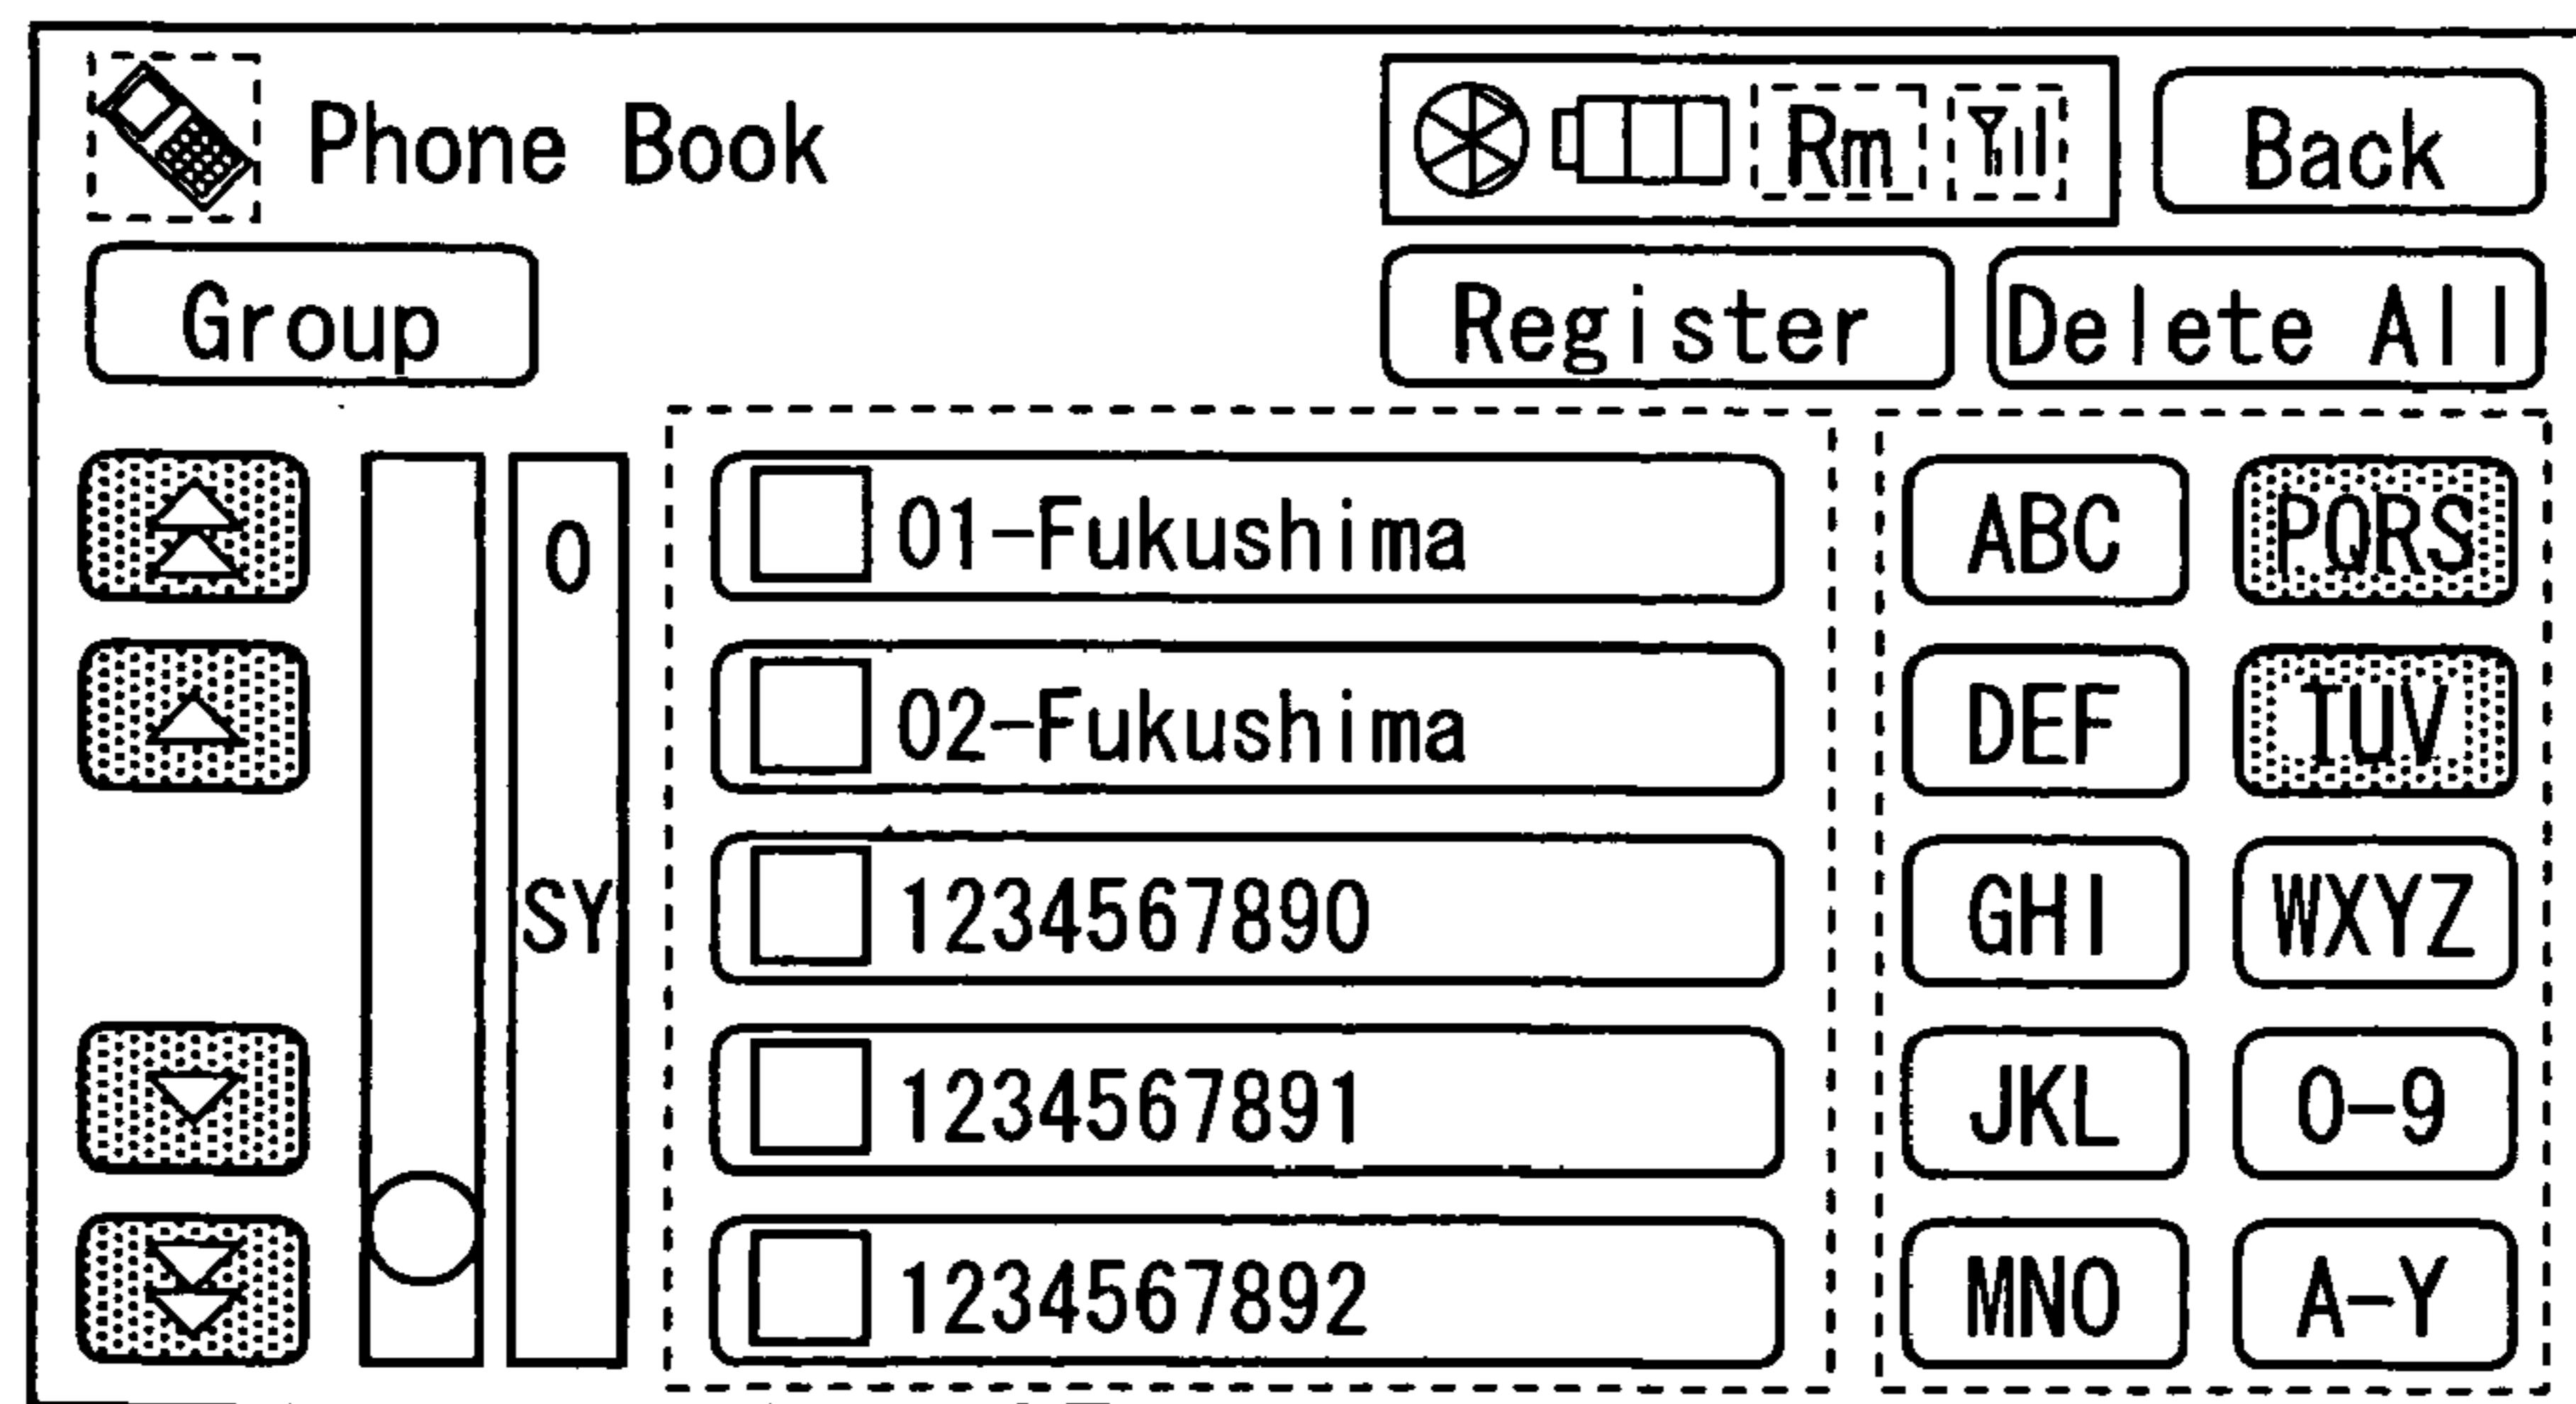 Phone Book Rm Back
Group Register Delete All
0 01-Fukushima ABC PQRS
02-Fukushima DEF TUV
SY 1234567890 GHI WXYZ
1234567891 JKL 0-9
1234567892 MNO A-Y